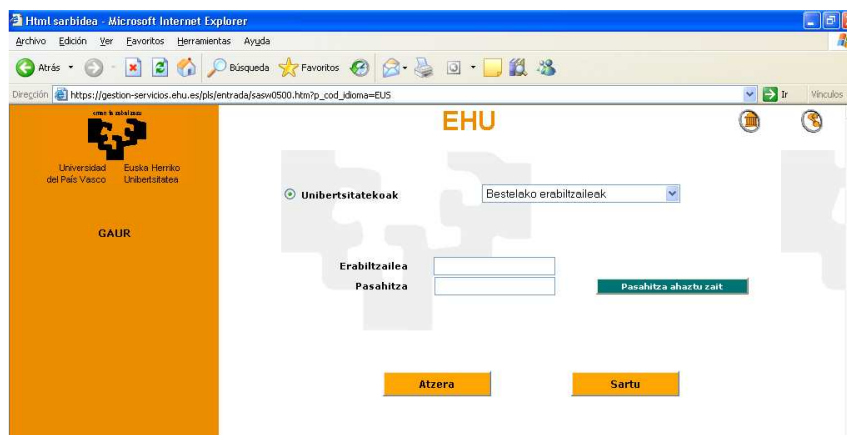 Html sarbidea - Microsoft Internet Explorer
Archivo Edición Ver Favoritos Herramientas Ayuda
Atrás Búsqueda Favoritos
Dirección https://gestion-servicios.ehu.es/pls/entrada/sasw0500.htm?p_cod_idioma=EUS Ir Vínculos
EHU
Universidad del País Vasco
Euska Herriko Unibertsitatea
GAUR
Unibertsitatekoak Bestelako erabiltzaileak
Erabiltzailea
Pasahitza Pasahitza ahaztu zait
Atzera Sartu